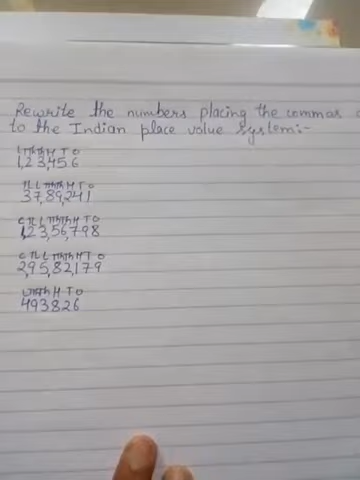 Rewrite the numbers placing the commas
to the Indian place value system:-
L TTh Th H T O
1,23,456
TL L TTh Th H T O
37,89,241
C TL L TTh Th H T O
1,23,56,798
C TL L TTh Th H T O
2,95,82,179
L TTh Th H T O
493826